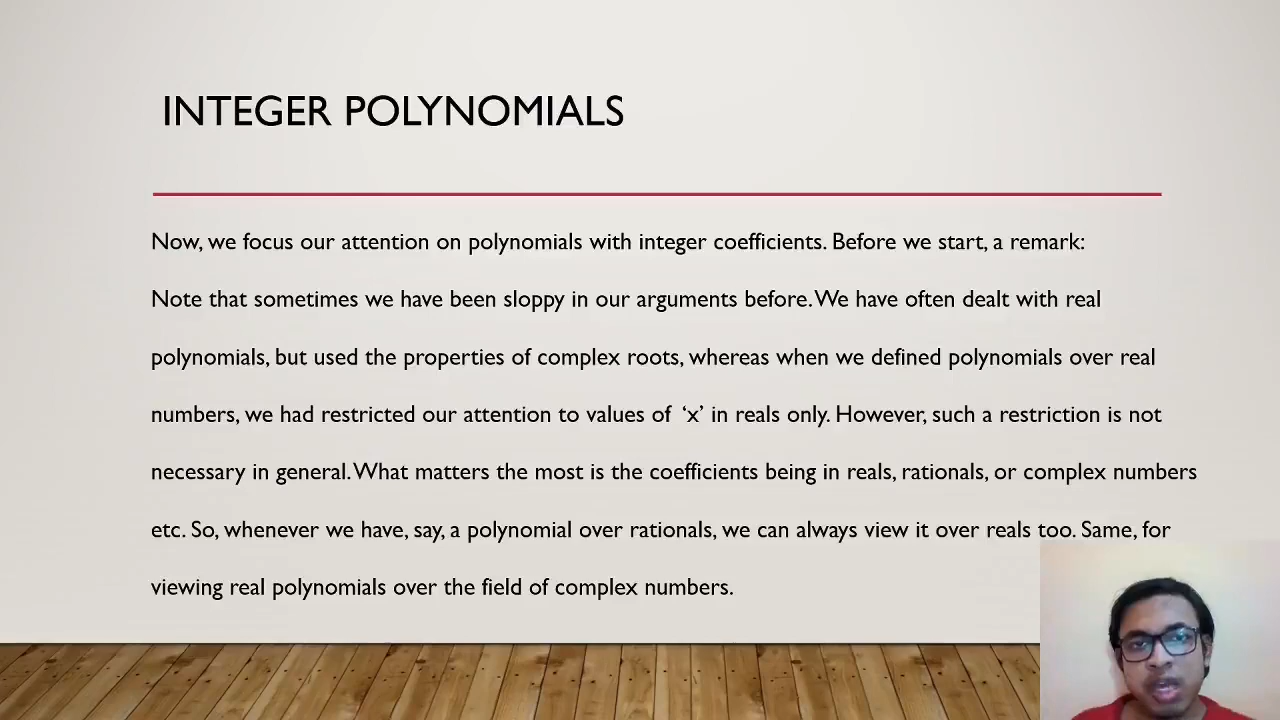 INTEGER POLYNOMIALS
Now, we focus our attention on polynomials with integer coefficients. Before we start, a remark:
Note that sometimes we have been sloppy in our arguments before. We have often dealt with real
polynomials, but used the properties of complex roots, whereas when we defined polynomials over real
numbers, we had restricted our attention to values of ‘x’ in reals only. However, such a restriction is not
necessary in general. What matters the most is the coefficients being in reals, rationals, or complex numbers
etc. So, whenever we have, say, a polynomial over rationals, we can always view it over reals too. Same, for
viewing real polynomials over the field of complex numbers.